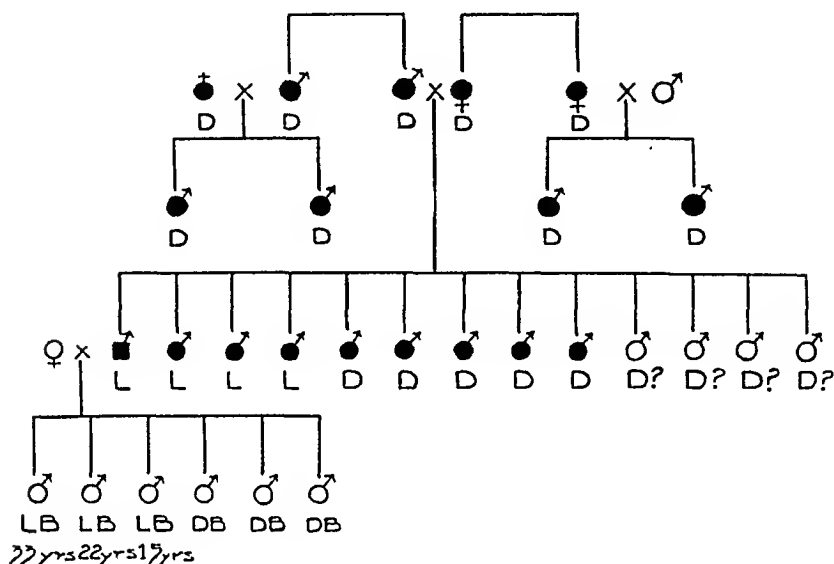 D D D D D
D D D D
L L L L D D D D D D? D? D? D?
LB LB LB DB DB DB
33yrs 22yrs 15yrs